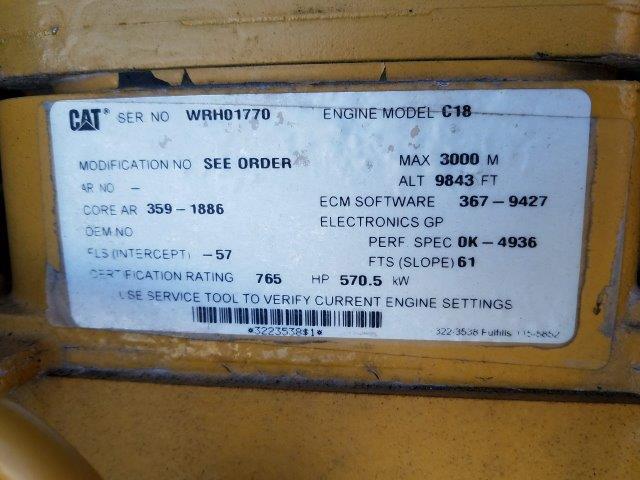 CAT® SER. NO WRH01770 ENGINE MODEL C18
MODIFICATION NO SEE ORDER MAX 3000 M
AR NO – ALT 9843 FT
CORE AR 359-1886 ECM SOFTWARE 367-9427
OEM NO ELECTRONICS GP
PERF. SPEC 0K-4936
FLS (INTERCEPT) -57 FTS (SLOPE) 61
CERTIFICATION RATING 765 HP 570.5 kW
USE SERVICE TOOL TO VERIFY CURRENT ENGINE SETTINGS
*3223538$1*
322-3538 Fulfills 115-5852